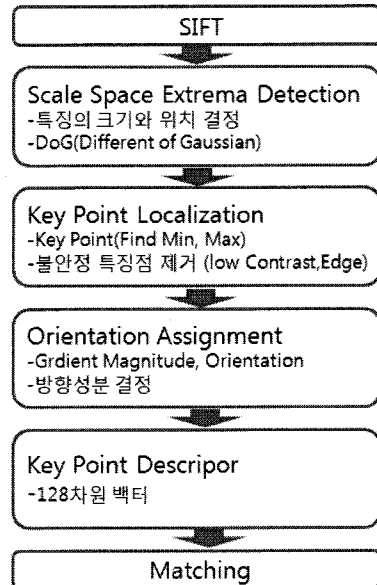 SIFT
Scale Space Extrema Detection
-특징의 크기와 위치 결정
-DoG(Different of Gaussian)
Key Point Localization
-Key Point(Find Min, Max)
-불안정 특징점 제거 (low Contrast,Edge)
Orientation Assignment
-Grdient Magnitude, Orientation
-방향성분 결정
Key Point Descripor
-128차원 백터
Matching